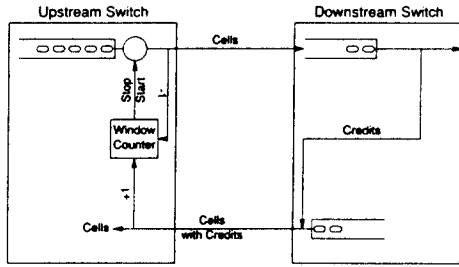 Upstream Switch
Downstream Switch
Cells
Stop
Start
-1
Window
Counter
Credits
+1
Cells
Cells
with Credits